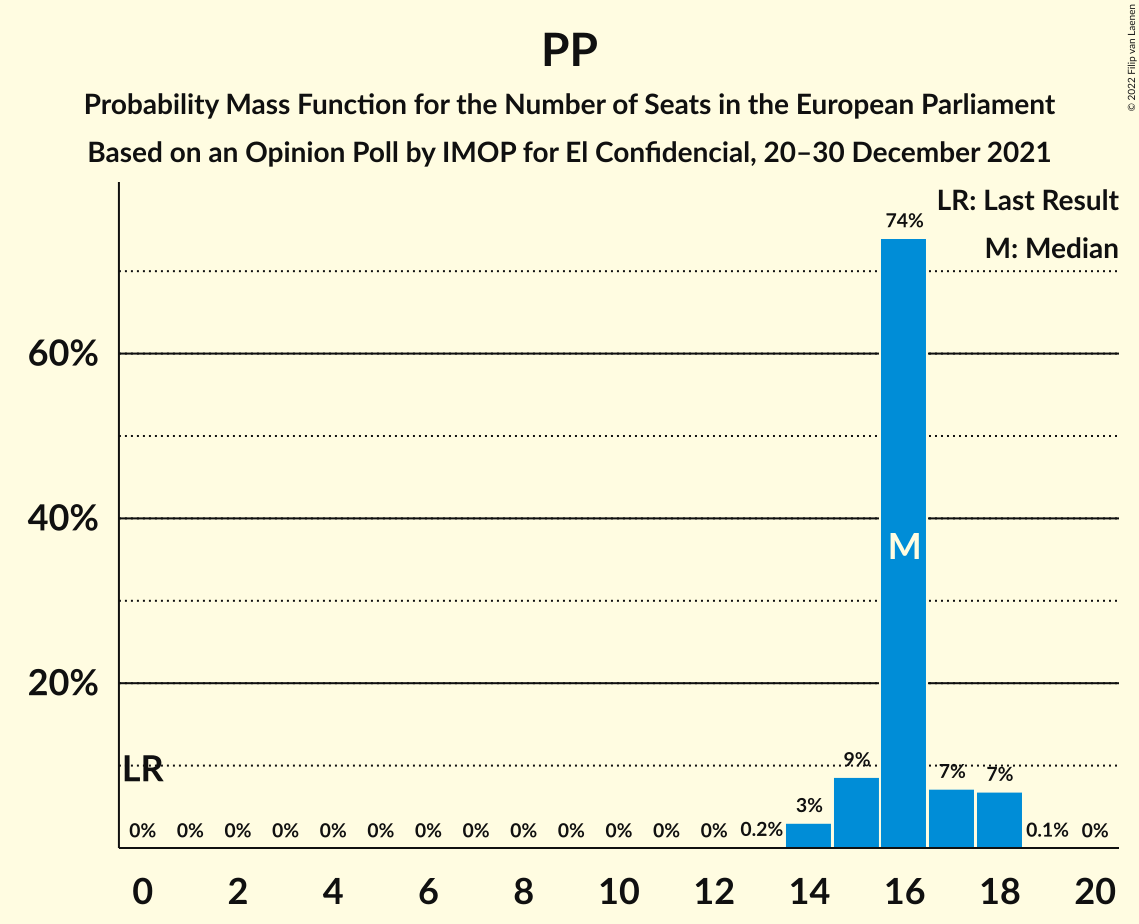 PP
Probability Mass Function for the Number of Seats in the European Parliament
Based on an Opinion Poll by IMOP for El Confidencial, 20–30 December 2021
© 2022 Filip van Laenen
LR: Last Result
M: Median
74%
60%
40%
M
20%
LR
9%
7%
7%
3%
0% 0% 0% 0% 0% 0% 0% 0% 0% 0% 0% 0% 0% 0.2% 0.1% 0%
0 2 4 6 8 10 12 14 16 18 20